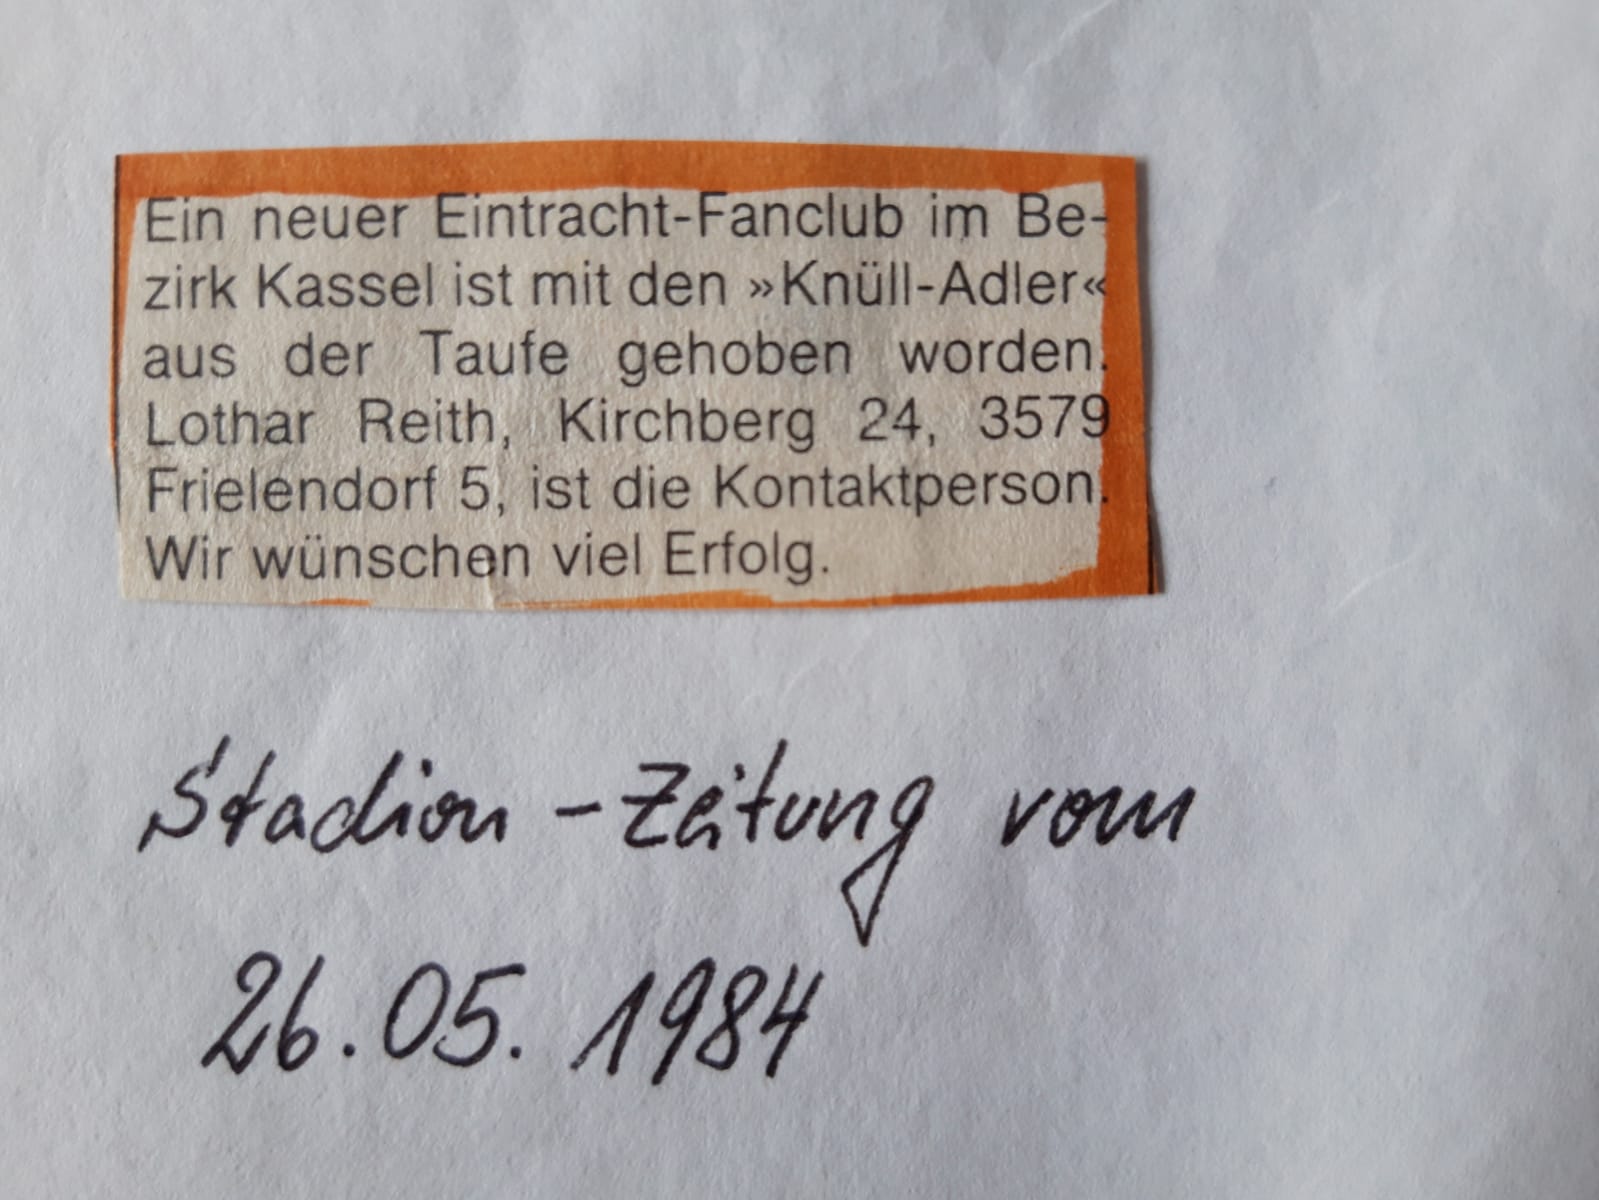 Ein neuer Eintracht-Fanclub im Be-
zirk Kassel ist mit den »Knüll-Adler«
aus der Taufe gehoben worden.
Lothar Reith, Kirchberg 24, 3579
Frielendorf 5, ist die Kontaktperson.
Wir wünschen viel Erfolg.
Stadion - Zeitung vom
26.05.1984